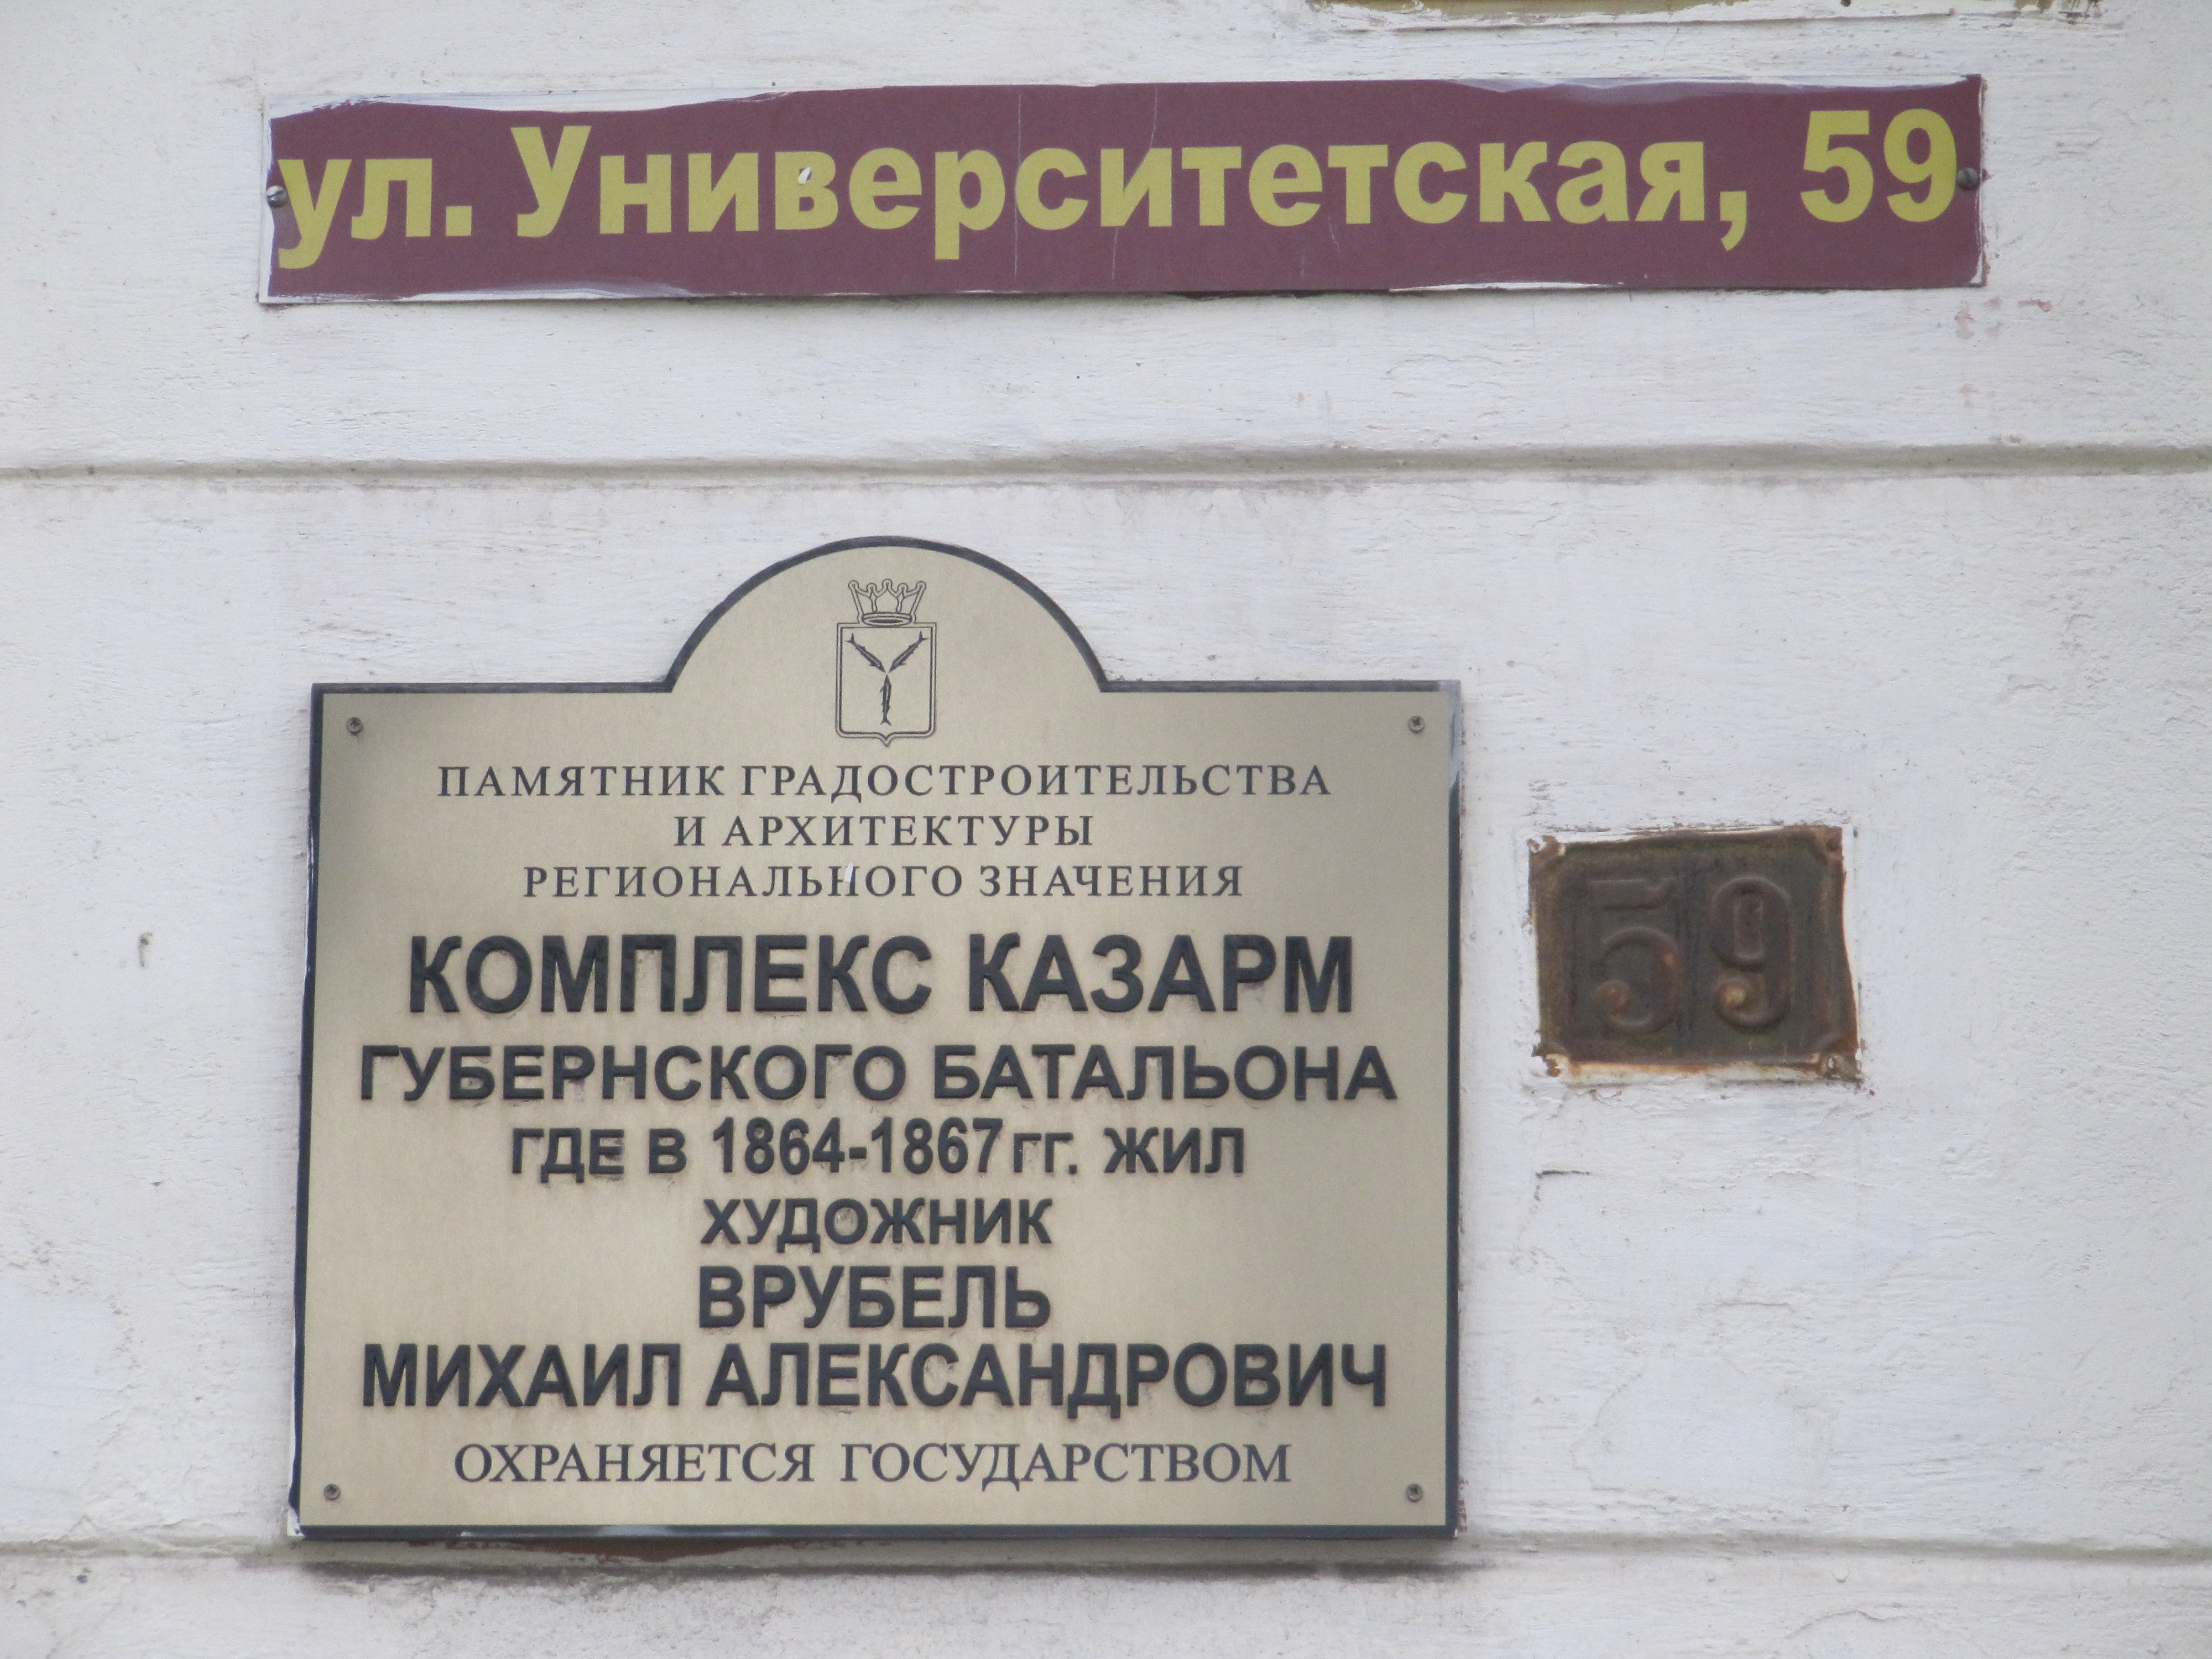 ул. Университетская, 59
ПАМЯТНИК ГРАДОСТРОИТЕЛЬСТВА
И АРХИТЕКТУРЫ
РЕГИОНАЛЬНОГО ЗНАЧЕНИЯ
КОМПЛЕКС КАЗАРМ
ГУБЕРНСКОГО БАТАЛЬОНА
ГДЕ В 1864-1867 ГГ. ЖИЛ
ХУДОЖНИК
ВРУБЕЛЬ
МИХАИЛ АЛЕКСАНДРОВИЧ
ОХРАНЯЕТСЯ ГОСУДАРСТВОМ
59